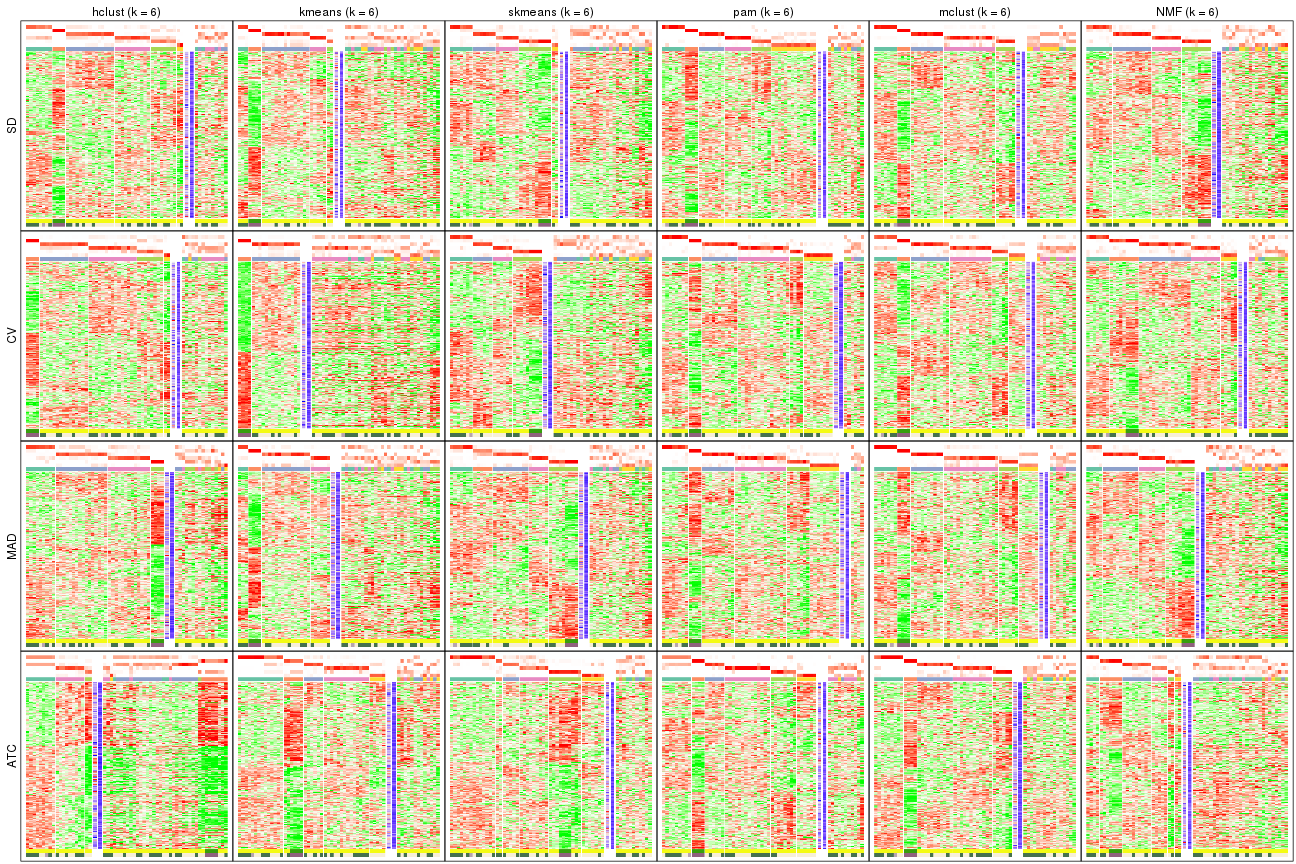 hclust (k = 6) kmeans (k = 6) skmeans (k = 6) pam (k = 6) mclust (k = 6) NMF (k = 6)
SD
CV
MAD
ATC